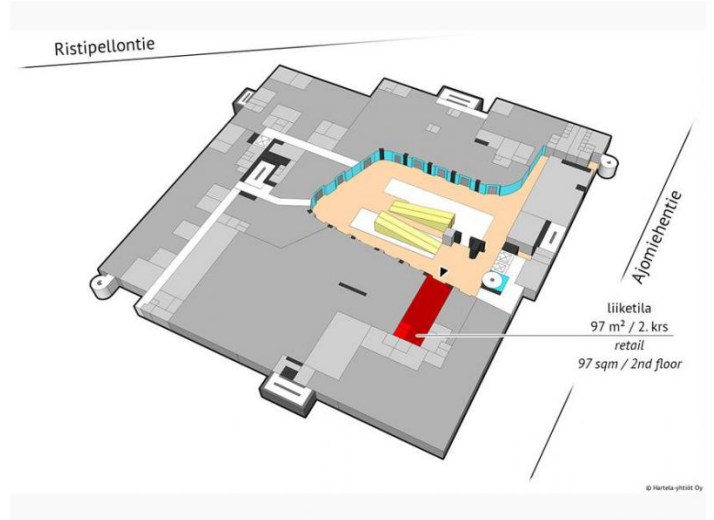 Ristipellontie
Ajomiehentie
liiketila
97 m² / 2. krs
retail
97 sqm / 2nd floor
© Hartela-yhtiöt Oy